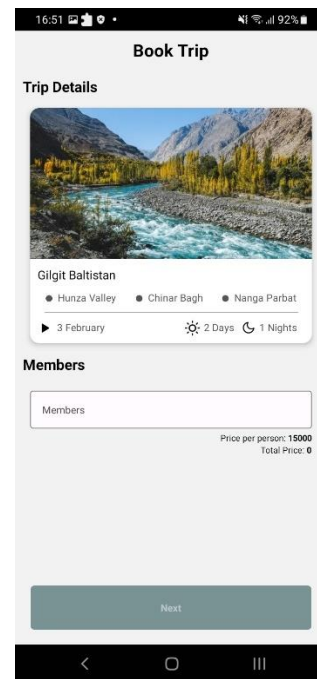 16:51 92%
Book Trip
Trip Details
Gilgit Baltistan
Hunza Valley Chinar Bagh Nanga Parbat
3 February 2 Days 1 Nights
Members
Members
Price per person: 15000
Total Price: 0
Next